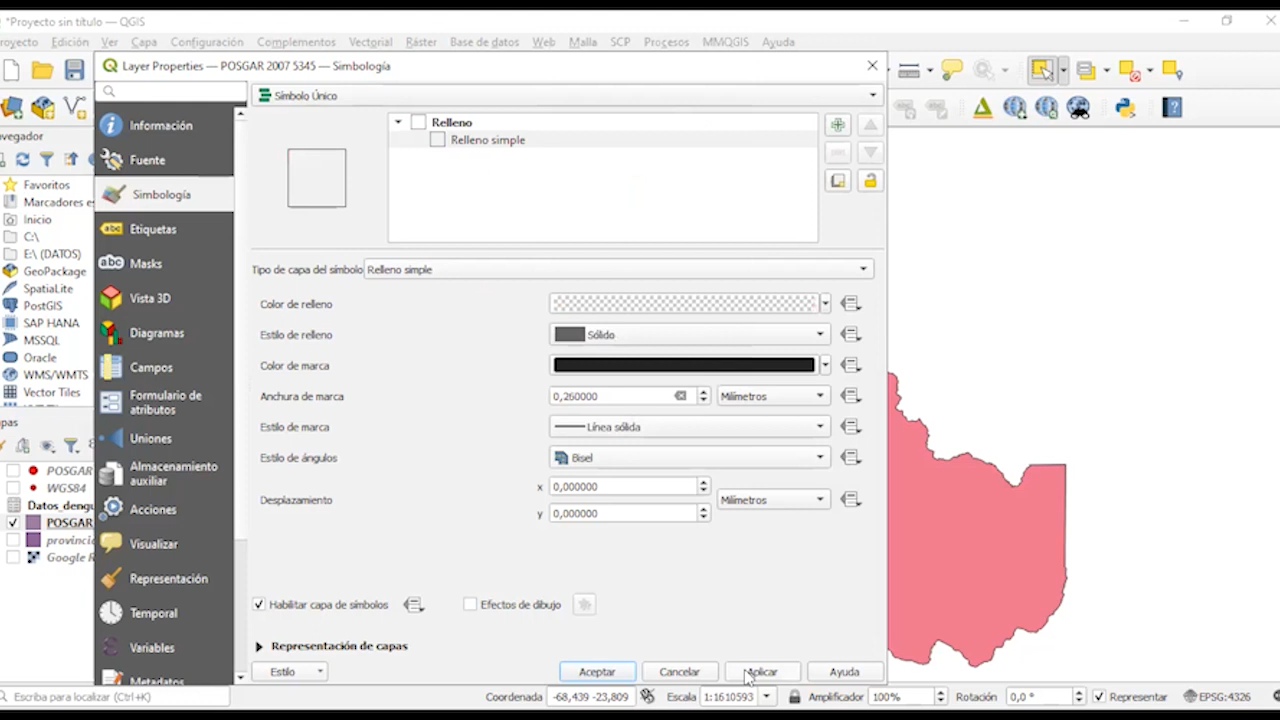 *Proyecto sin título — QGIS
royecto Edición Ver Capa Configuración Complementos Vectorial Ráster Base de datos Web Malla SCP Procesos MMQGIS Ayuda
Layer Properties — POSGAR 2007 5345 — Simbología
Símbolo Único
Información
Fuente
Simbología
Etiquetas
Masks
Vista 3D
Diagramas
Campos
Formulario de
atributos
Uniones
Almacenamiento
auxiliar
Acciones
Visualizar
Representación
Temporal
Variables
Metadatos
Relleno
Relleno simple
Tipo de capa del símbolo Relleno simple
Color de relleno
Estilo de relleno Sólido
Color de marca
Anchura de marca 0,260000 Milímetros
Estilo de marca Línea sólida
Estilo de ángulos Bisel
Desplazamiento x 0,000000 Milímetros
y 0,000000
Habilitar capa de símbolos Efectos de dibujo
Representación de capas
Estilo Aceptar Cancelar Aplicar Ayuda
avegador
Favoritos
Marcadores es
Inicio
C:\
E:\ (DATOS)
GeoPackage
SpatiaLite
PostGIS
SAP HANA
MSSQL
Oracle
WMS/WMTS
Vector Tiles
apas
POSGAR
WGS84
Datos_dengu
POSGAR
provinci
Google R
Escriba para localizar (Ctrl+K) Coordenada -68,439 -23,809 Escala 1:1610593 Amplificador 100% Rotación 0,0 ° Representar EPSG:4326